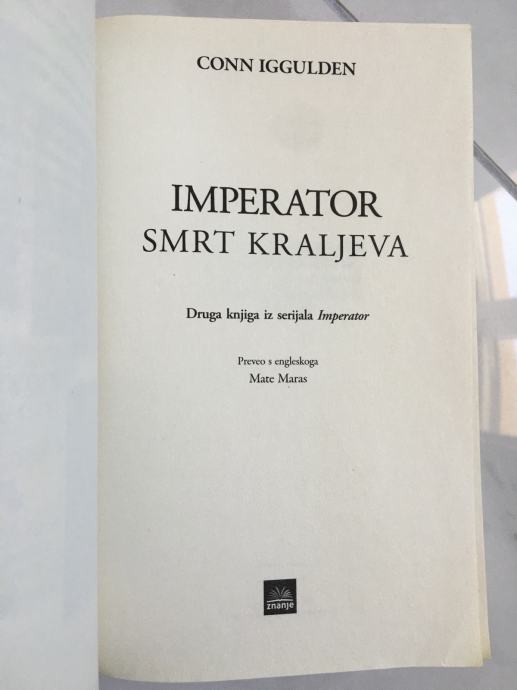 CONN IGGULDEN
IMPERATOR
SMRT KRALJEVA
Druga knjiga iz serijala Imperator
Preveo s engleskoga
Mate Maras
znanje